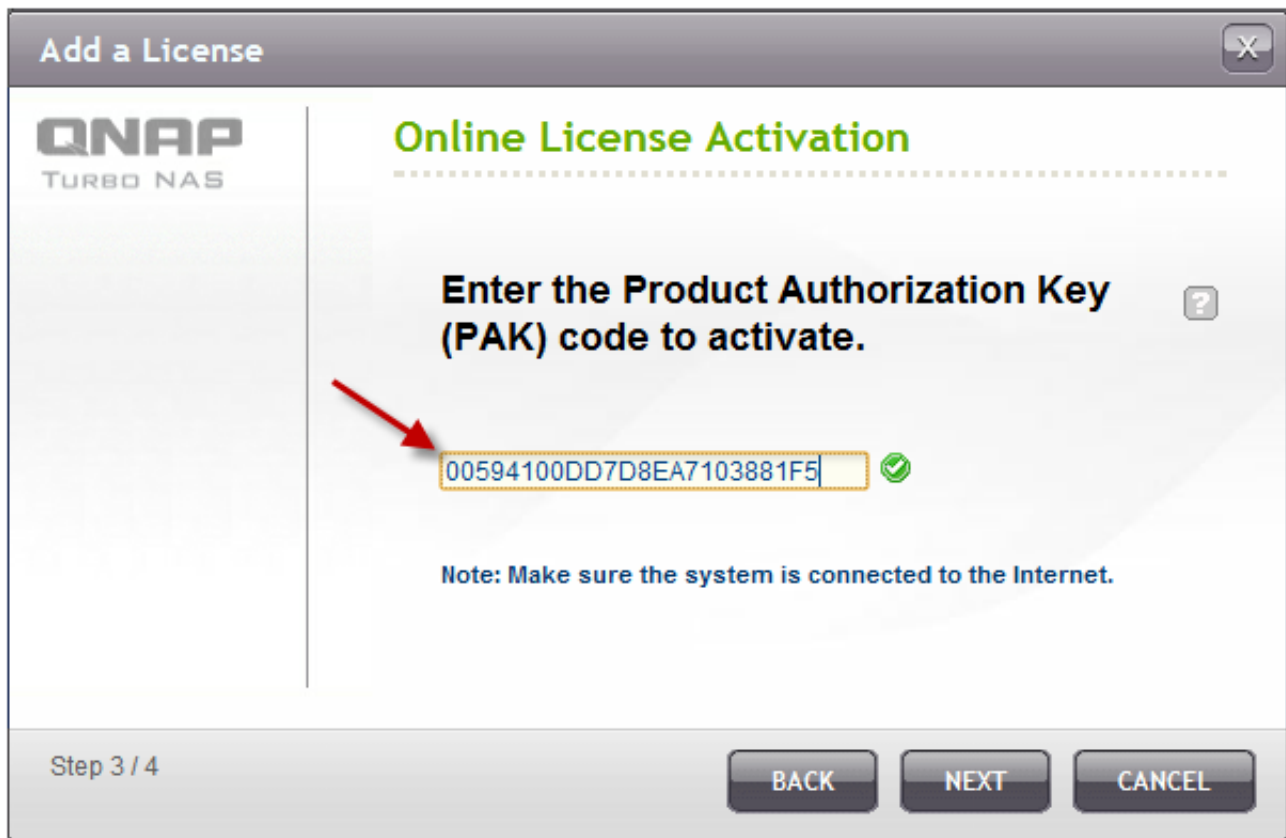 Add a License
X
QNAP
TURBO NAS
Online License Activation
Enter the Product Authorization Key
(PAK) code to activate.
?
00594100DD7D8EA7103881F5
Note: Make sure the system is connected to the Internet.
Step 3 / 4
BACK
NEXT
CANCEL